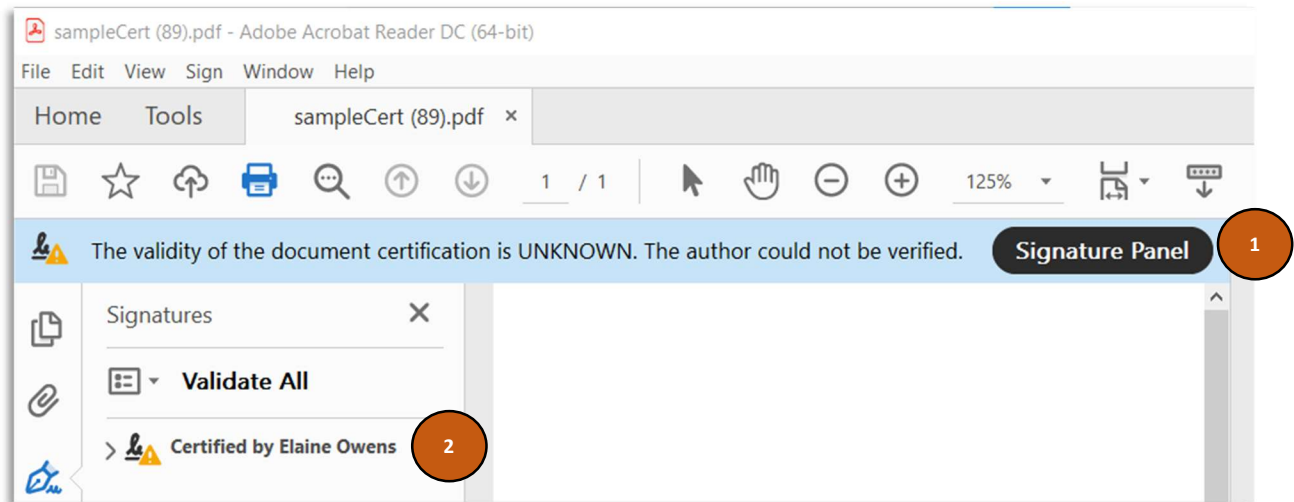 sampleCert (89).pdf - Adobe Acrobat Reader DC (64-bit)
File Edit View Sign Window Help
Home Tools sampleCert (89).pdf ×
1 / 1 125%
The validity of the document certification is UNKNOWN. The author could not be verified. Signature Panel 1
Signatures
Validate All
Certified by Elaine Owens 2